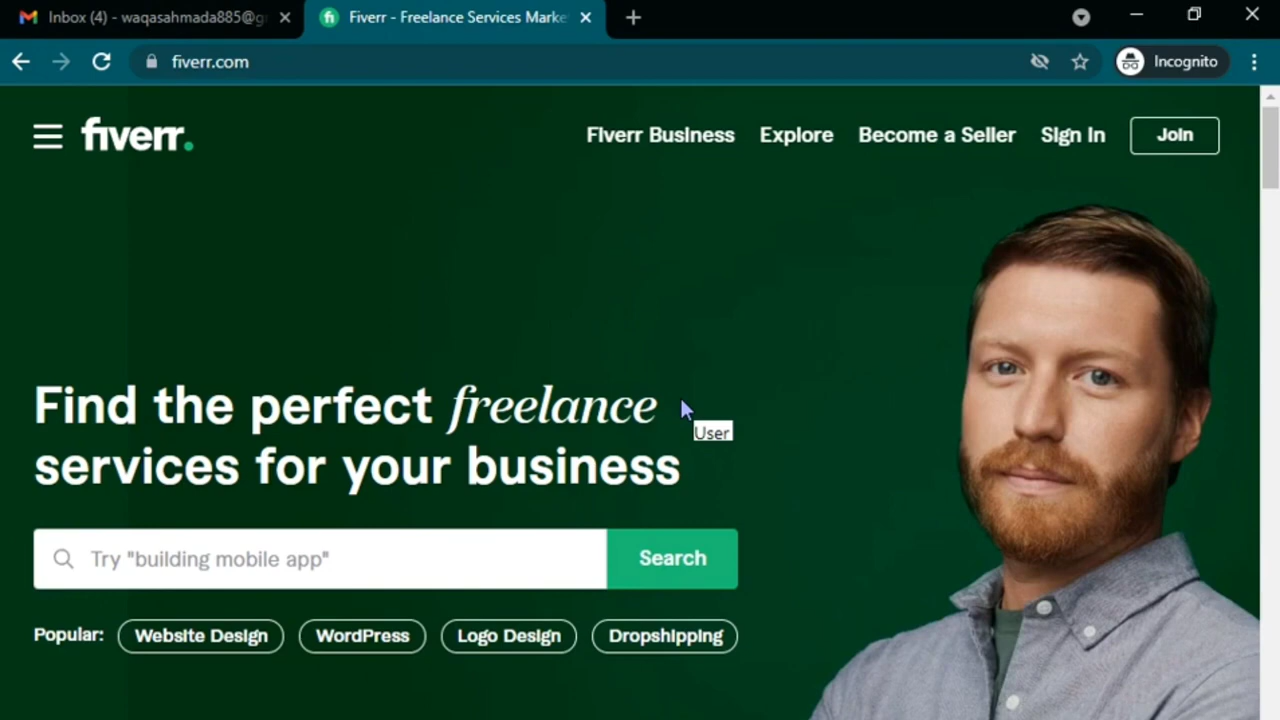 Inbox (4) - waqasahmada885@g
Fiverr - Freelance Services Marke
fiverr.com
Incognito
fiverr.
Fiverr Business
Explore
Become a Seller
Sign In
Join
Find the perfect freelance
services for your business
User
Try "building mobile app"
Search
Popular:
Website Design
WordPress
Logo Design
Dropshipping